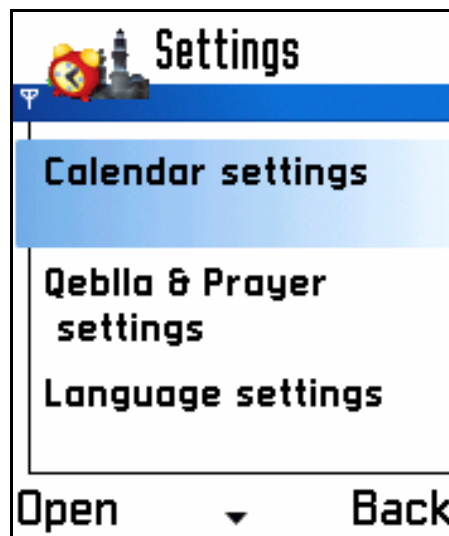 Settings
Calendar settings
Qeblla & Prayer
settings
Language settings
Open Back